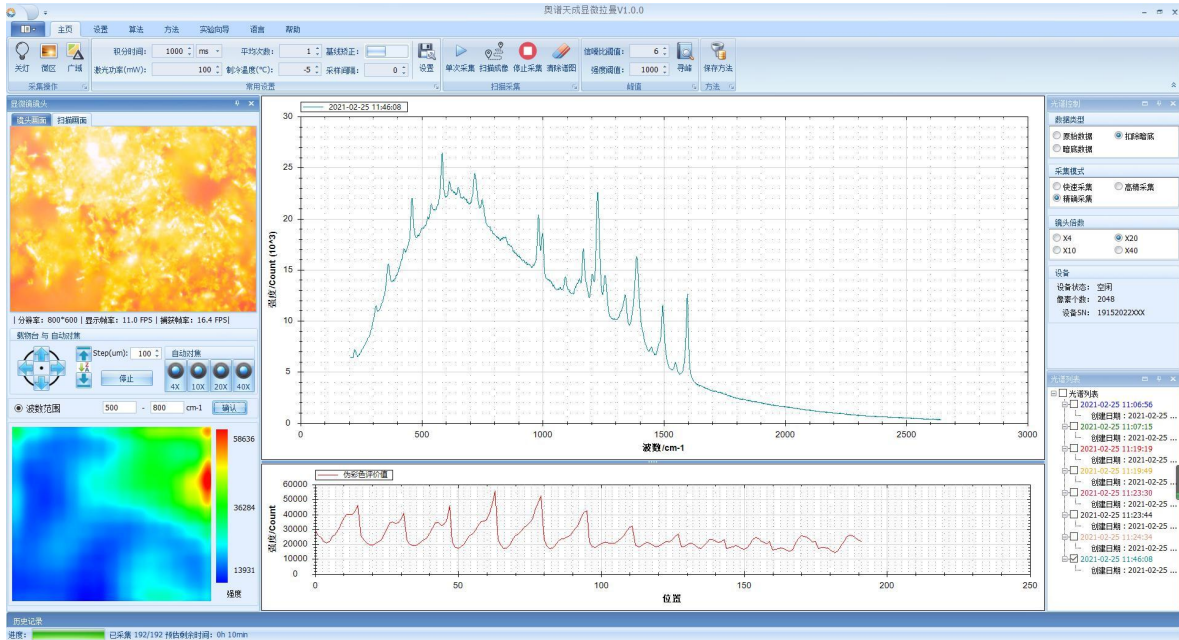 奥谱天成显微拉曼V1.0.0
主页 设置 算法 方法 实验向导 语言 帮助
积分时间: 1000 ms 平均次数: 1 基线矫正:
激光功率(mW): 100 制冷温度(℃): -5 采样间隔: 0
关灯 微区 广域
设置
单次采集 扫描成像 停止采集 清除谱图
信噪比阈值: 6
强度阈值: 1000
寻峰
保存方法
采集操作 常用设置 扫描采集 峰值 方法
显微镜镜头
镜头画面 扫描画面
|分辨率: 800*600|显示帧率: 11.0 FPS|捕获帧率: 16.4 FPS|
载物台 与 自动对焦
Step(um): 100
停止
自动对焦
4X 10X 20X 40X
波数范围 500 - 800 cm-1 确认
58636
36284
13931
强度
2021-02-25 11:46:08
强度/Count (10^3)
30
25
20
15
10
5
0
0 500 1000 1500 2000 2500 3000
波数/cm-1
伪彩色评价值
强度/Count
60000
50000
40000
30000
20000
10000
0
0 50 100 150 200 250
位置
光谱控制
数据类型
原始数据 扣除暗底
暗底数据
采集模式
快速采集 高精采集
精确采集
镜头倍数
X4 X20
X10 X40
设备
设备状态: 空闲
像素个数: 2048
设备SN: 19152022XXX
光谱列表
光谱列表
2021-02-25 11:06:56
创建日期:2021-02-25 ...
2021-02-25 11:07:15
创建日期:2021-02-25 ...
2021-02-25 11:19:19
创建日期:2021-02-25 ...
2021-02-25 11:19:49
创建日期:2021-02-25 ...
2021-02-25 11:23:30
创建日期:2021-02-25 ...
2021-02-25 11:23:44
创建日期:2021-02-25 ...
2021-02-25 11:24:34
创建日期:2021-02-25 ...
2021-02-25 11:46:08
创建日期:2021-02-25 ...
历史记录
进度: 已采集 192/192 预估剩余时间: 0h 10min